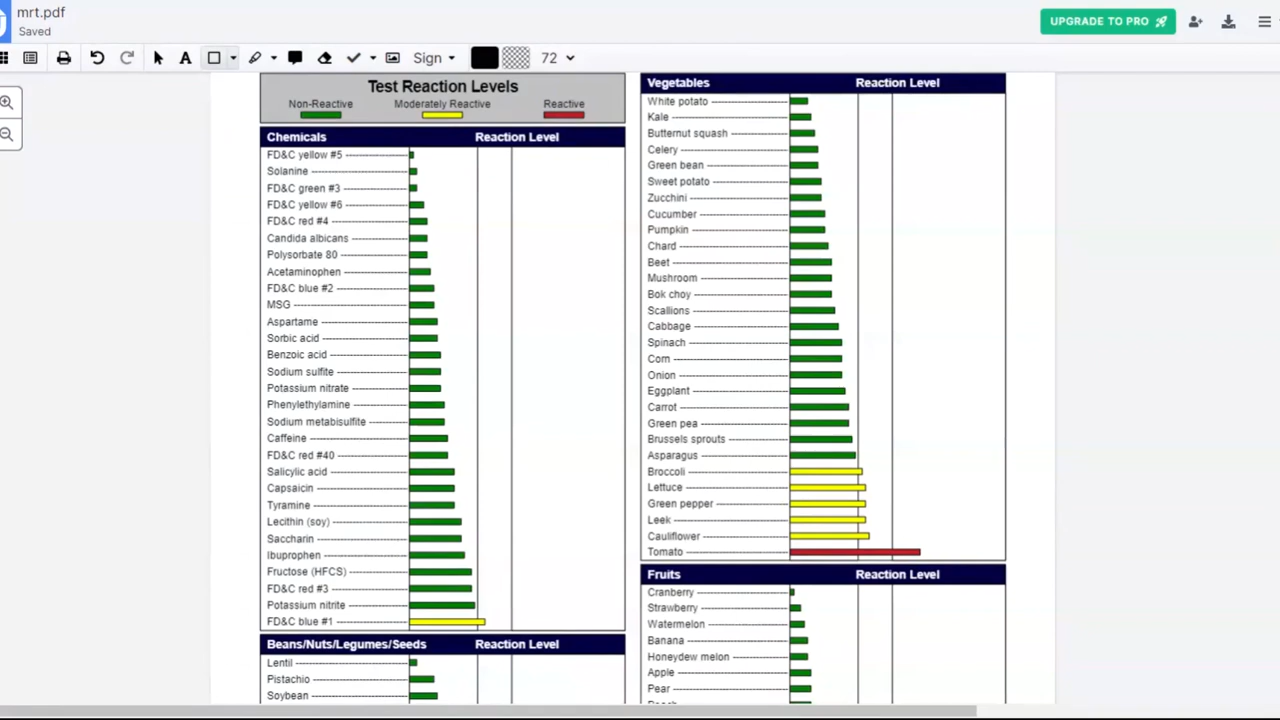 mrt.pdf
Saved
UPGRADE TO PRO
A
Sign
72
Test Reaction Levels
Non-Reactive Moderately Reactive Reactive
Chemicals Reaction Level
FD&C yellow #5
Solanine
FD&C green #3
FD&C yellow #6
FD&C red #4
Candida albicans
Polysorbate 80
Acetaminophen
FD&C blue #2
MSG
Aspartame
Sorbic acid
Benzoic acid
Sodium sulfite
Potassium nitrate
Phenylethylamine
Sodium metabisulfite
Caffeine
FD&C red #40
Salicylic acid
Capsaicin
Tyramine
Lecithin (soy)
Saccharin
Ibuprophen
Fructose (HFCS)
FD&C red #3
Potassium nitrite
FD&C blue #1
Beans/Nuts/Legumes/Seeds Reaction Level
Lentil
Pistachio
Soybean
Vegetables Reaction Level
White potato
Kale
Butternut squash
Celery
Green bean
Sweet potato
Zucchini
Cucumber
Pumpkin
Chard
Beet
Mushroom
Bok choy
Scallions
Cabbage
Spinach
Corn
Onion
Eggplant
Carrot
Green pea
Brussels sprouts
Asparagus
Broccoli
Lettuce
Green pepper
Leek
Cauliflower
Tomato
Fruits Reaction Level
Cranberry
Strawberry
Watermelon
Banana
Honeydew melon
Apple
Pear